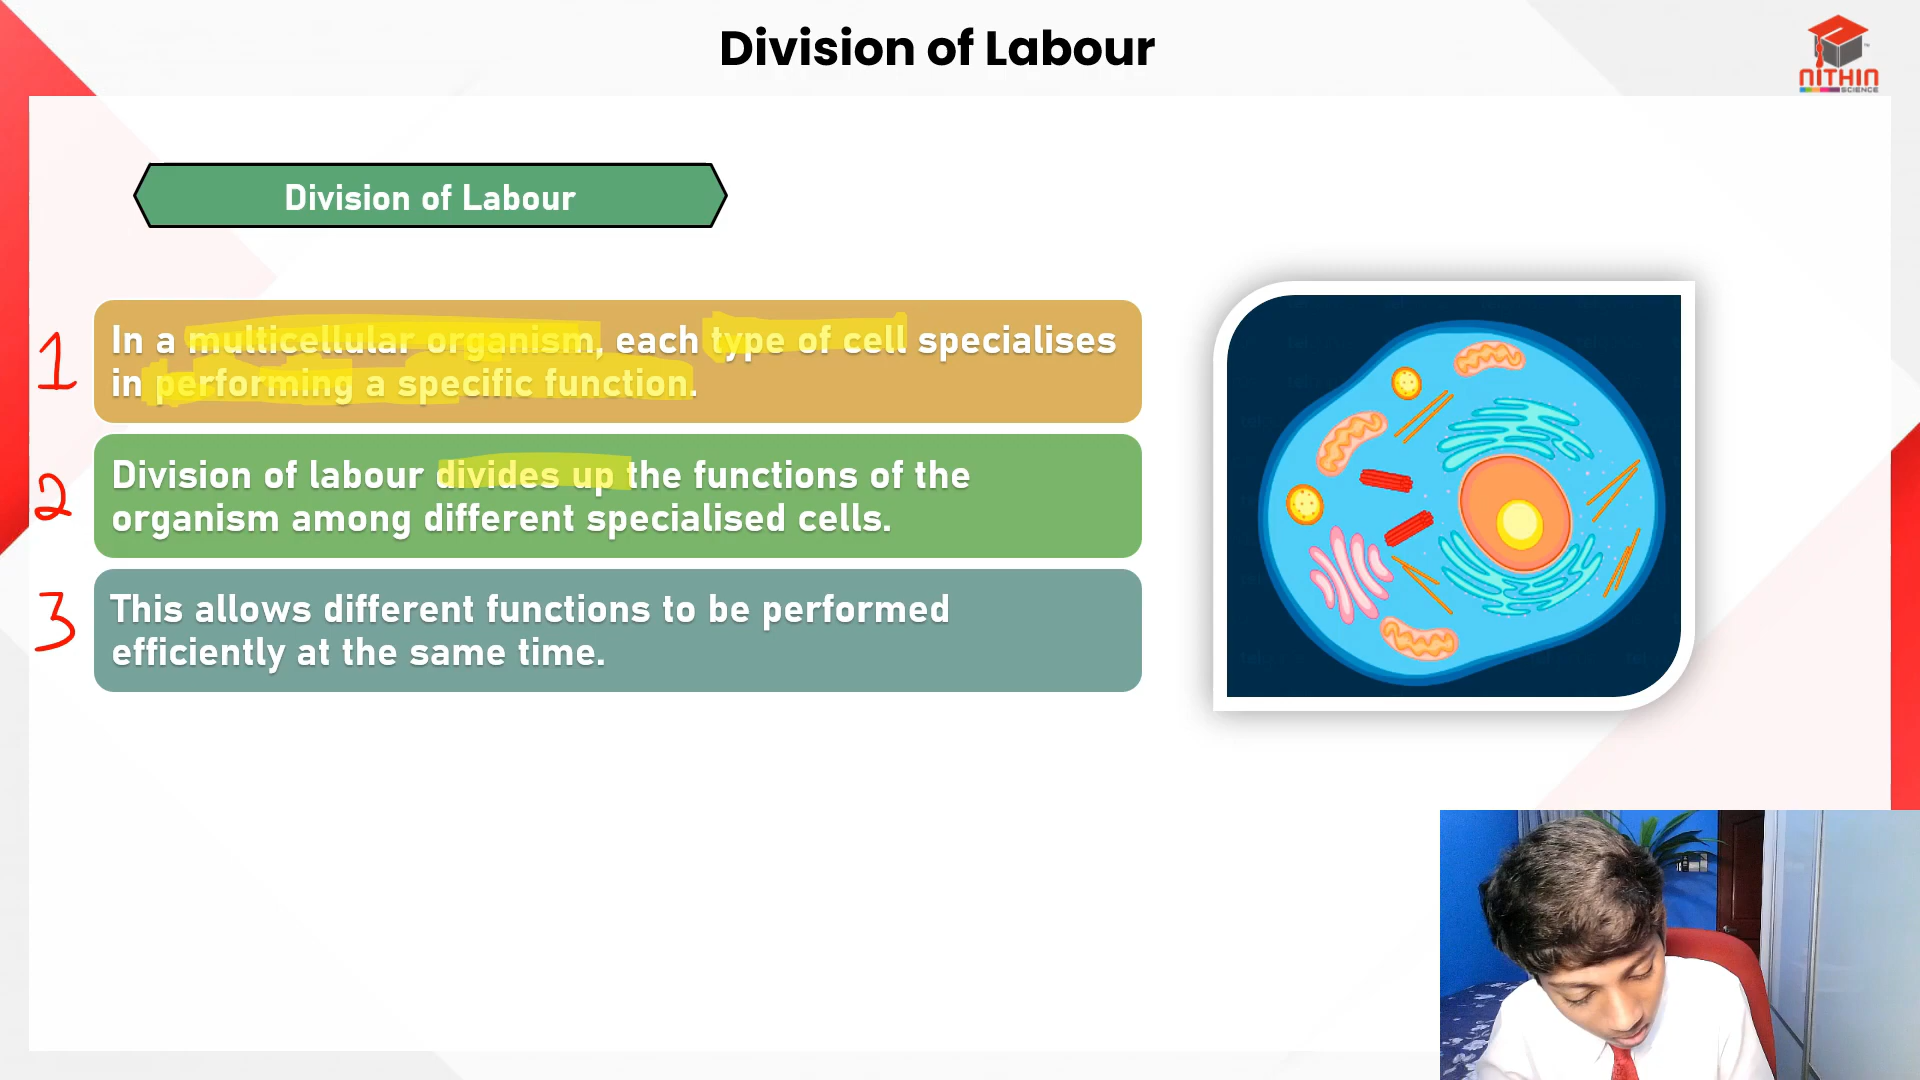 Division of Labour
NITHIN
SCIENCE
Division of Labour
1
In a multicellular organism, each type of cell specialises
in performing a specific function.
2
Division of labour divides up the functions of the
organism among different specialised cells.
3
This allows different functions to be performed
efficiently at the same time.